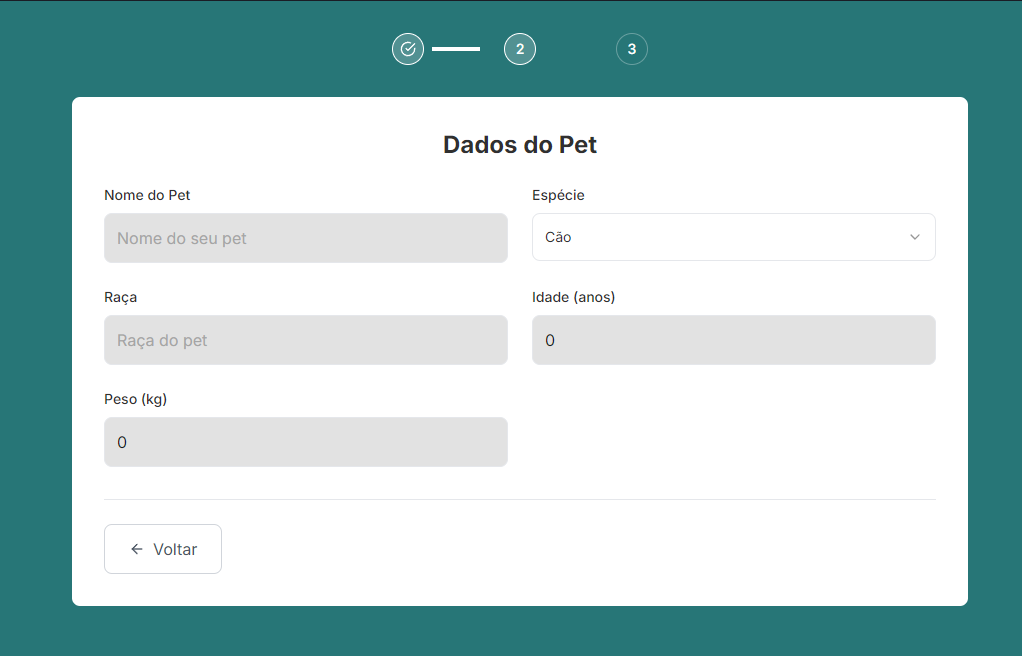 2
3
Dados do Pet
Nome do Pet
Espécie
Nome do seu pet
Cão
Raça
Idade (anos)
Raça do pet
0
Peso (kg)
0
Voltar